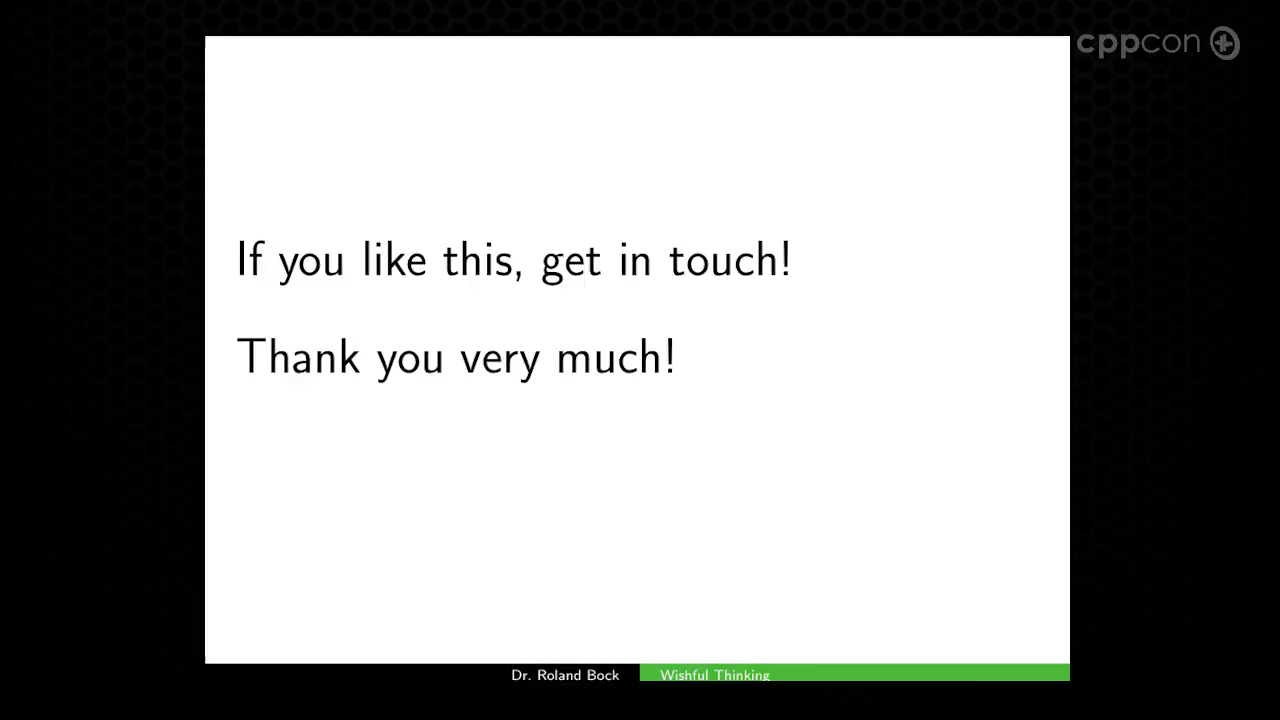 cppcon
If you like this, get in touch!
Thank you very much!
Dr. Roland Bock
Wishful Thinking